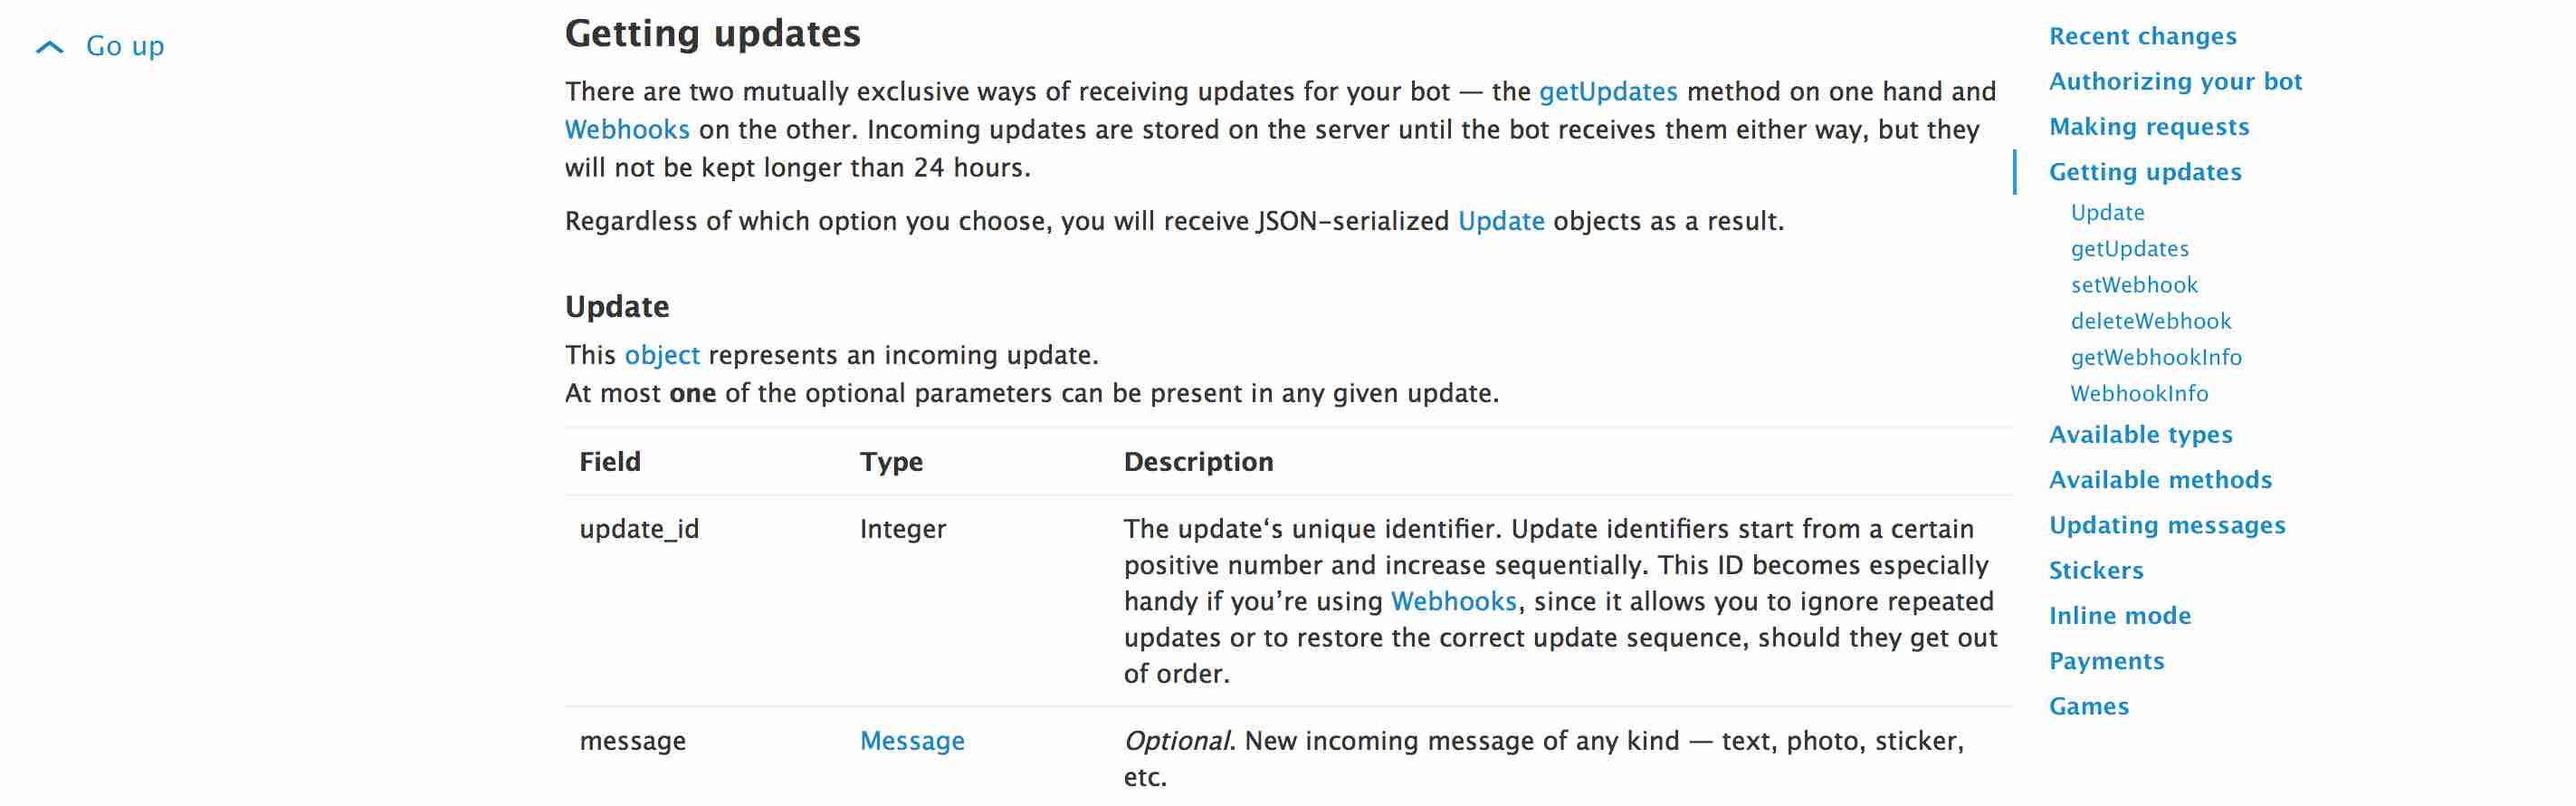 Go up
Getting updates
There are two mutually exclusive ways of receiving updates for your bot — the getUpdates method on one hand and
Webhooks on the other. Incoming updates are stored on the server until the bot receives them either way, but they
will not be kept longer than 24 hours.
Regardless of which option you choose, you will receive JSON-serialized Update objects as a result.
Update
This object represents an incoming update.
At most one of the optional parameters can be present in any given update.
Field Type Description
update_id Integer The update‘s unique identifier. Update identifiers start from a certain
positive number and increase sequentially. This ID becomes especially
handy if you’re using Webhooks, since it allows you to ignore repeated
updates or to restore the correct update sequence, should they get out
of order.
message Message Optional. New incoming message of any kind — text, photo, sticker,
etc.
Recent changes
Authorizing your bot
Making requests
Getting updates
Update
getUpdates
setWebhook
deleteWebhook
getWebhookInfo
WebhookInfo
Available types
Available methods
Updating messages
Stickers
Inline mode
Payments
Games